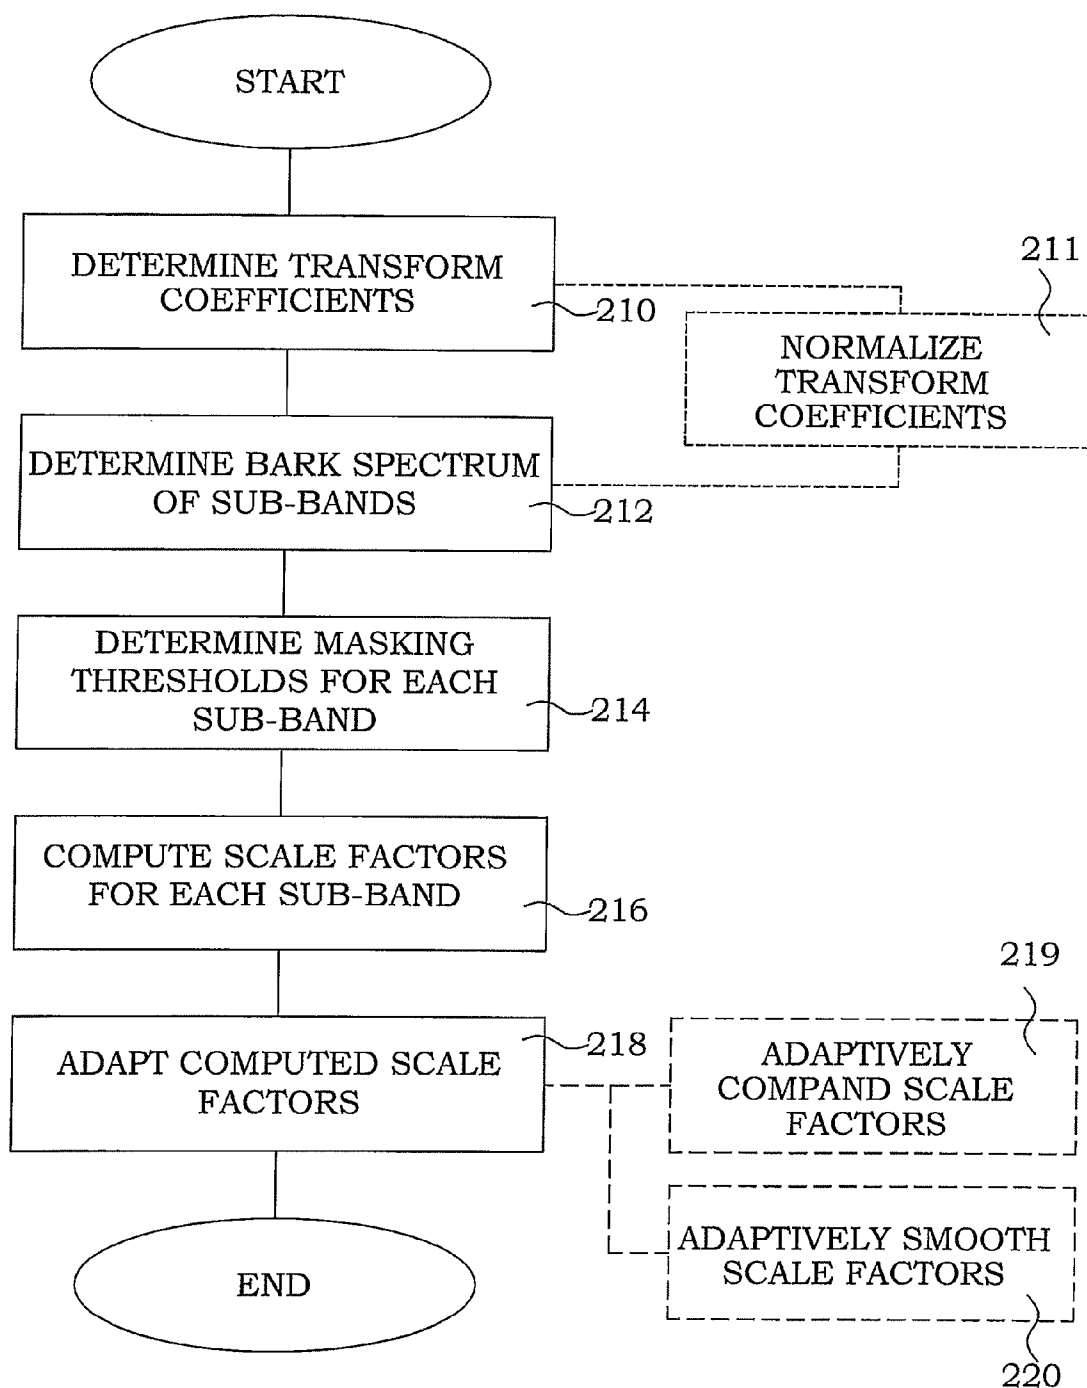 START
DETERMINE TRANSFORM
COEFFICIENTS
210
211
NORMALIZE
TRANSFORM
COEFFICIENTS
DETERMINE BARK SPECTRUM
OF SUB-BANDS
212
DETERMINE MASKING
THRESHOLDS FOR EACH
SUB-BAND
214
COMPUTE SCALE FACTORS
FOR EACH SUB-BAND
216
ADAPT COMPUTED SCALE
FACTORS
218
219
ADAPTIVELY
COMPAND SCALE
FACTORS
ADAPTIVELY SMOOTH
SCALE FACTORS
220
END